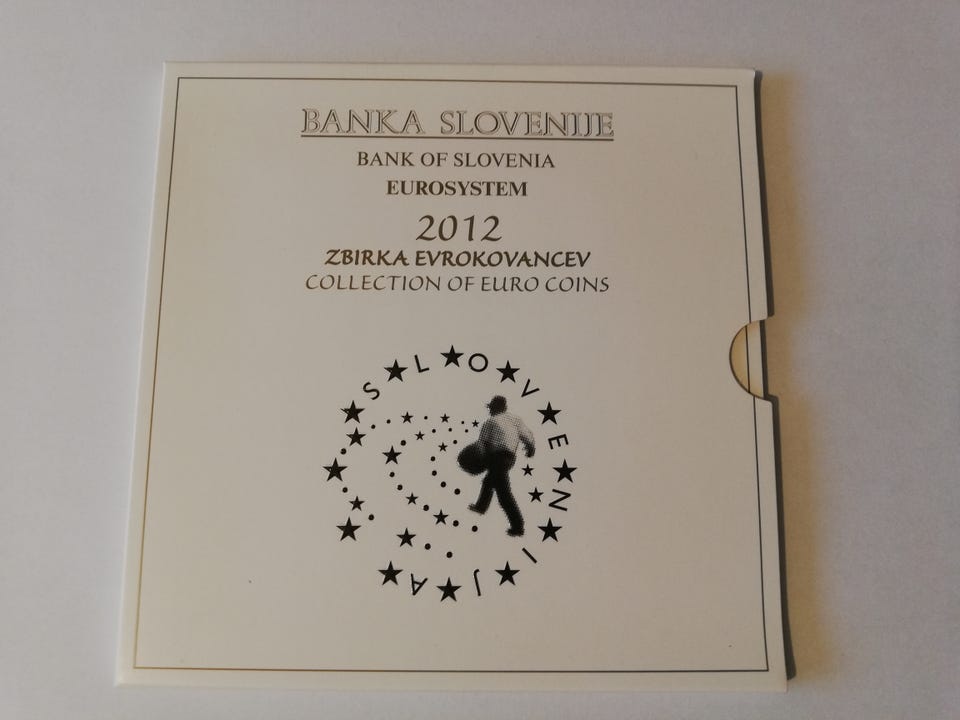 BANKA SLOVENIJE
BANK OF SLOVENIA
EUROSYSTEM
2012
ZBIRKA EVROKOVANCEV
COLLECTION OF EURO COINS
SLOVENIJA